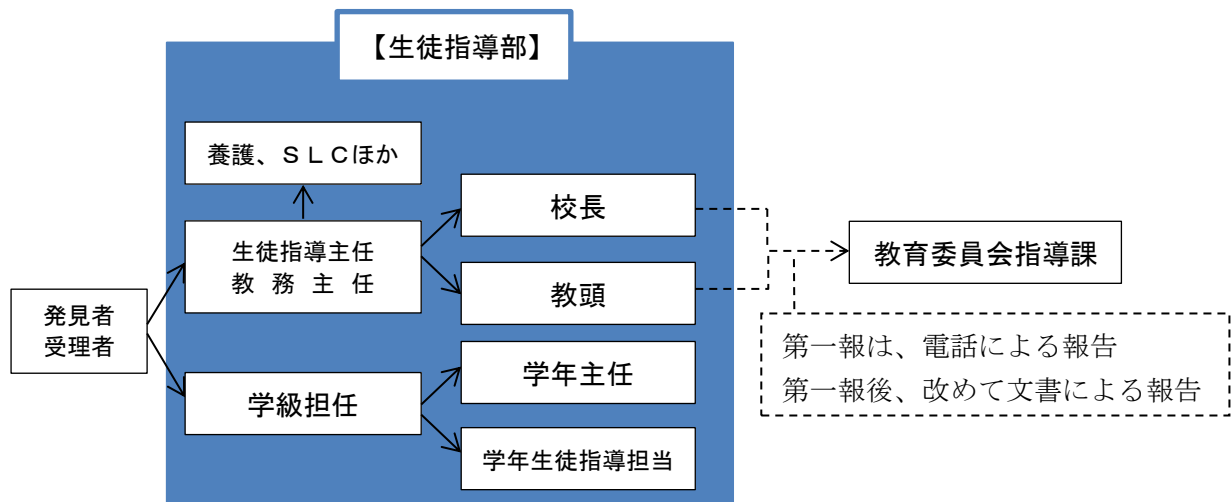 【生徒指導部】
養護、ＳＬＣほか
校長
生徒指導主任
教 務 主 任
教育委員会指導課
教頭
発見者
受理者
第一報は、電話による報告
学年主任
第一報後、改めて文書による報告
学級担任
学年生徒指導担当